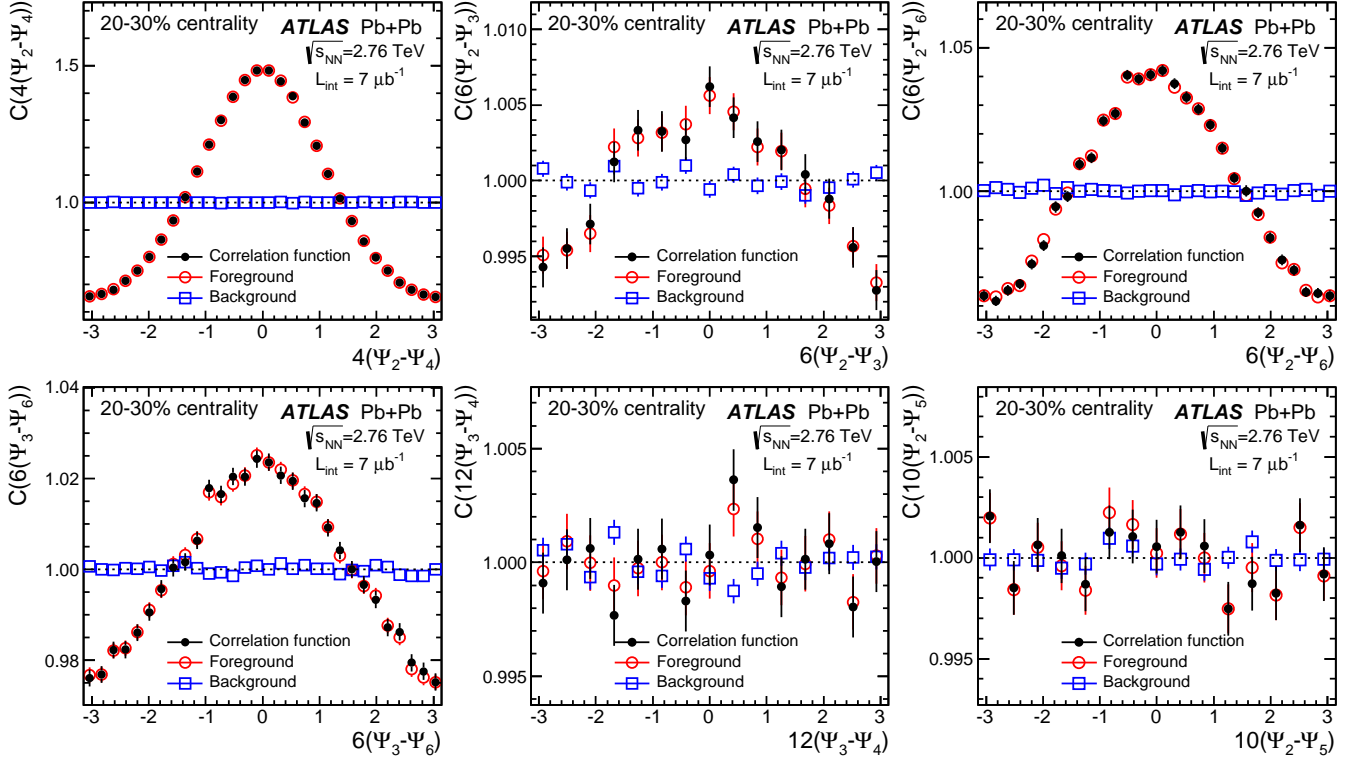 C(4(Ψ2-Ψ4))
20-30% centrality
ATLAS Pb+Pb
√sNN=2.76 TeV
Lint = 7 μb-1
1.5
1.0
Correlation function
Foreground
Background
-3 -2 -1 0 1 2 3
4(Ψ2-Ψ4)
C(6(Ψ2-Ψ3))
20-30% centrality
ATLAS Pb+Pb
√sNN=2.76 TeV
Lint = 7 μb-1
1.010
1.005
1.000
0.995
Correlation function
Foreground
Background
-3 -2 -1 0 1 2 3
6(Ψ2-Ψ3)
C(6(Ψ2-Ψ6))
20-30% centrality
ATLAS Pb+Pb
√sNN=2.76 TeV
Lint = 7 μb-1
1.05
1.00
Correlation function
Foreground
Background
-3 -2 -1 0 1 2 3
6(Ψ2-Ψ6)
C(6(Ψ3-Ψ6))
20-30% centrality
ATLAS Pb+Pb
√sNN=2.76 TeV
Lint = 7 μb-1
1.04
1.02
1.00
0.98
Correlation function
Foreground
Background
-3 -2 -1 0 1 2 3
6(Ψ3-Ψ6)
C(12(Ψ3-Ψ4))
20-30% centrality
ATLAS Pb+Pb
√sNN=2.76 TeV
Lint = 7 μb-1
1.005
1.000
0.995
Correlation function
Foreground
Background
-3 -2 -1 0 1 2 3
12(Ψ3-Ψ4)
C(10(Ψ2-Ψ5))
20-30% centrality
ATLAS Pb+Pb
√sNN=2.76 TeV
Lint = 7 μb-1
1.005
1.000
0.995
Correlation function
Foreground
Background
-3 -2 -1 0 1 2 3
10(Ψ2-Ψ5)